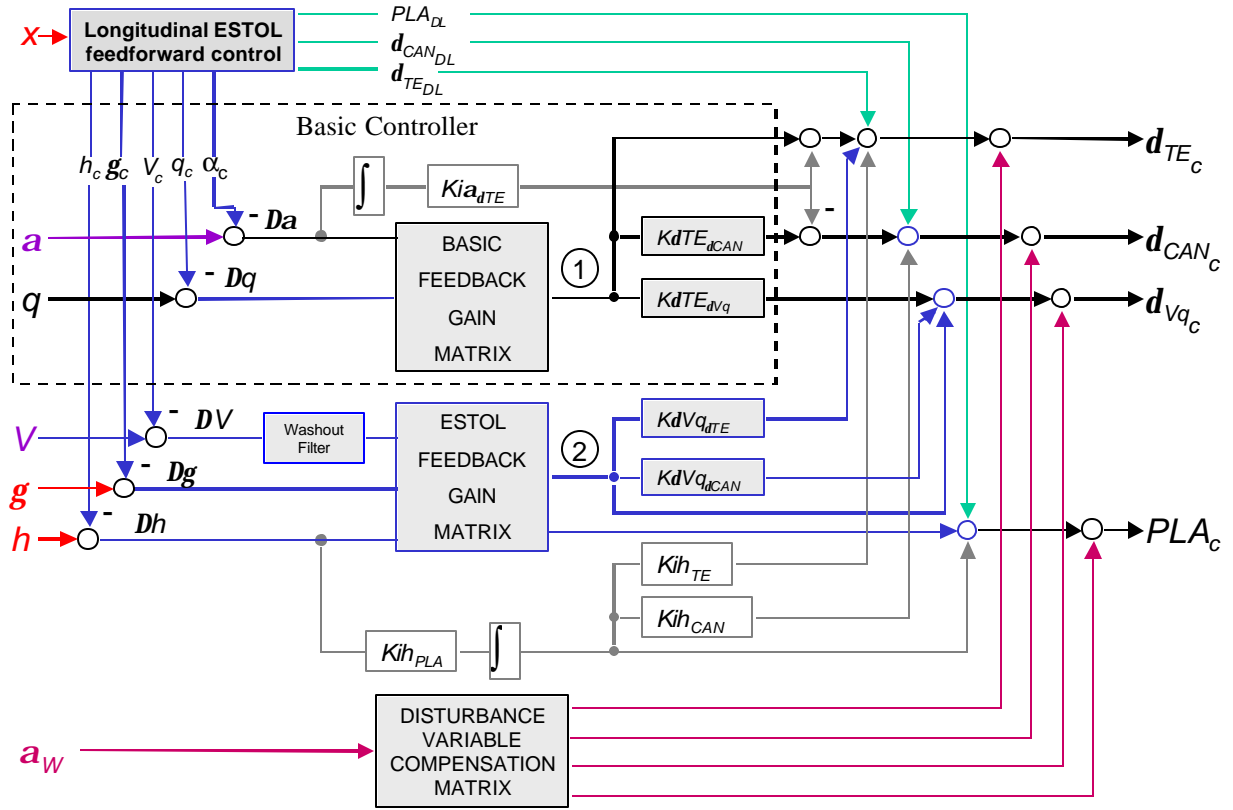 x
Longitudinal ESTOL
feedforward control
PLA_DL
d_CAN_DL
d_TE_DL
Basic Controller
h_c g_c V_c q_c α_c
∫
Kia_dTE
d_TE_c
a
- Da
BASIC
FEEDBACK
GAIN
MATRIX
1
KdTE_dCAN
-
d_CAN_c
q
- Dq
KdTE_dVq
d_Vq_c
V
- DV
Washout
Filter
ESTOL
FEEDBACK
GAIN
MATRIX
2
KdVq_dTE
KdVq_dCAN
g
- Dg
h
- Dh
PLA_c
Kih_TE
Kih_CAN
Kih_PLA
∫
a_W
DISTURBANCE
VARIABLE
COMPENSATION
MATRIX